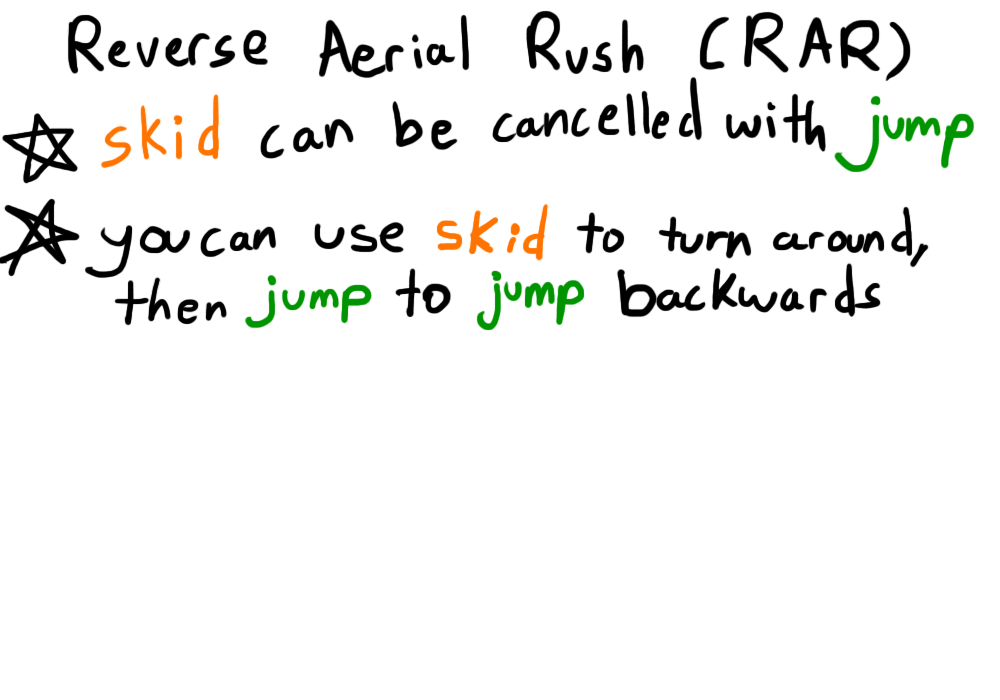 Reverse Aerial Rush (RAR)
skid can be cancelled with jump
you can use skid to turn around,
then jump to jump backwards